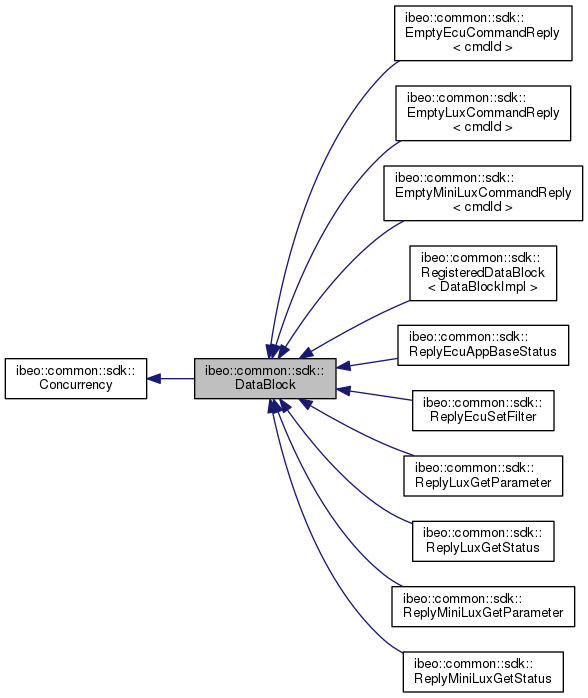 ibeo::common::sdk::
EmptyEcuCommandReply
< cmdId >
ibeo::common::sdk::
EmptyLuxCommandReply
< cmdId >
ibeo::common::sdk::
EmptyMiniLuxCommandReply
< cmdId >
ibeo::common::sdk::
RegisteredDataBlock
< DataBlockImpl >
ibeo::common::sdk::
ReplyEcuAppBaseStatus
ibeo::common::sdk::
Concurrency
ibeo::common::sdk::
DataBlock
ibeo::common::sdk::
ReplyEcuSetFilter
ibeo::common::sdk::
ReplyLuxGetParameter
ibeo::common::sdk::
ReplyLuxGetStatus
ibeo::common::sdk::
ReplyMiniLuxGetParameter
ibeo::common::sdk::
ReplyMiniLuxGetStatus